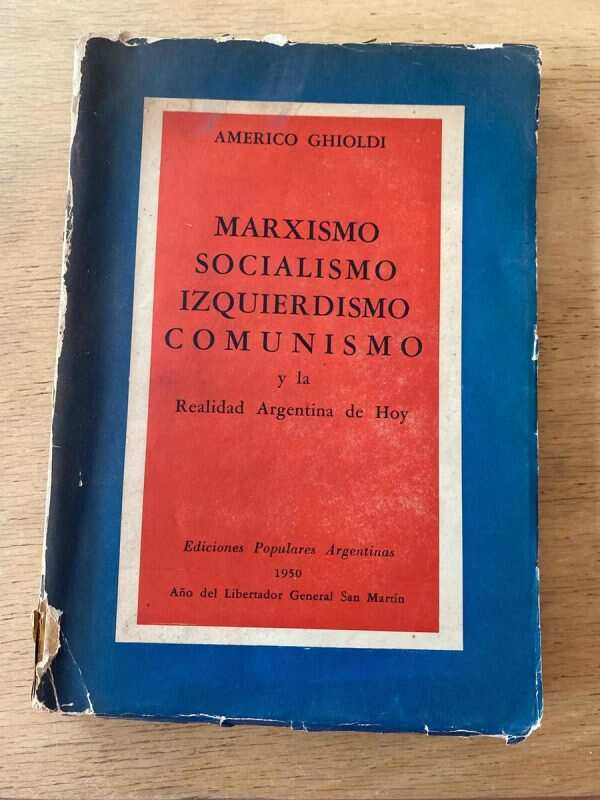 AMERICO GHIOLDI
MARXISMO
SOCIALISMO
IZQUIERDISMO
COMUNISMO
y la
Realidad Argentina de Hoy
Ediciones Populares Argentinas
1950
Año del Libertador General San Martín